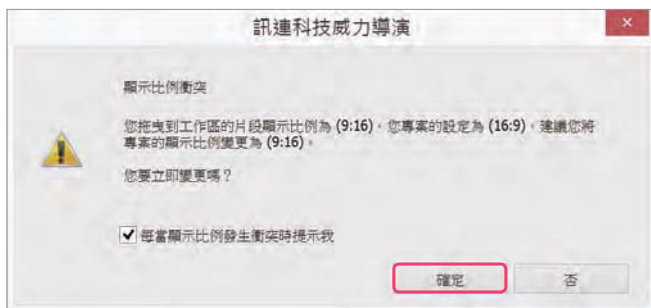 訊連科技威力導演
顯示比例衝突
您拖曳到工作區的片段顯示比例為 (9:16)。您專案的設定為 (16:9)。建議您將
專案的顯示比例變更為 (9:16)。
您要立即變更嗎？
每當顯示比例發生衝突時提示我
確定
否